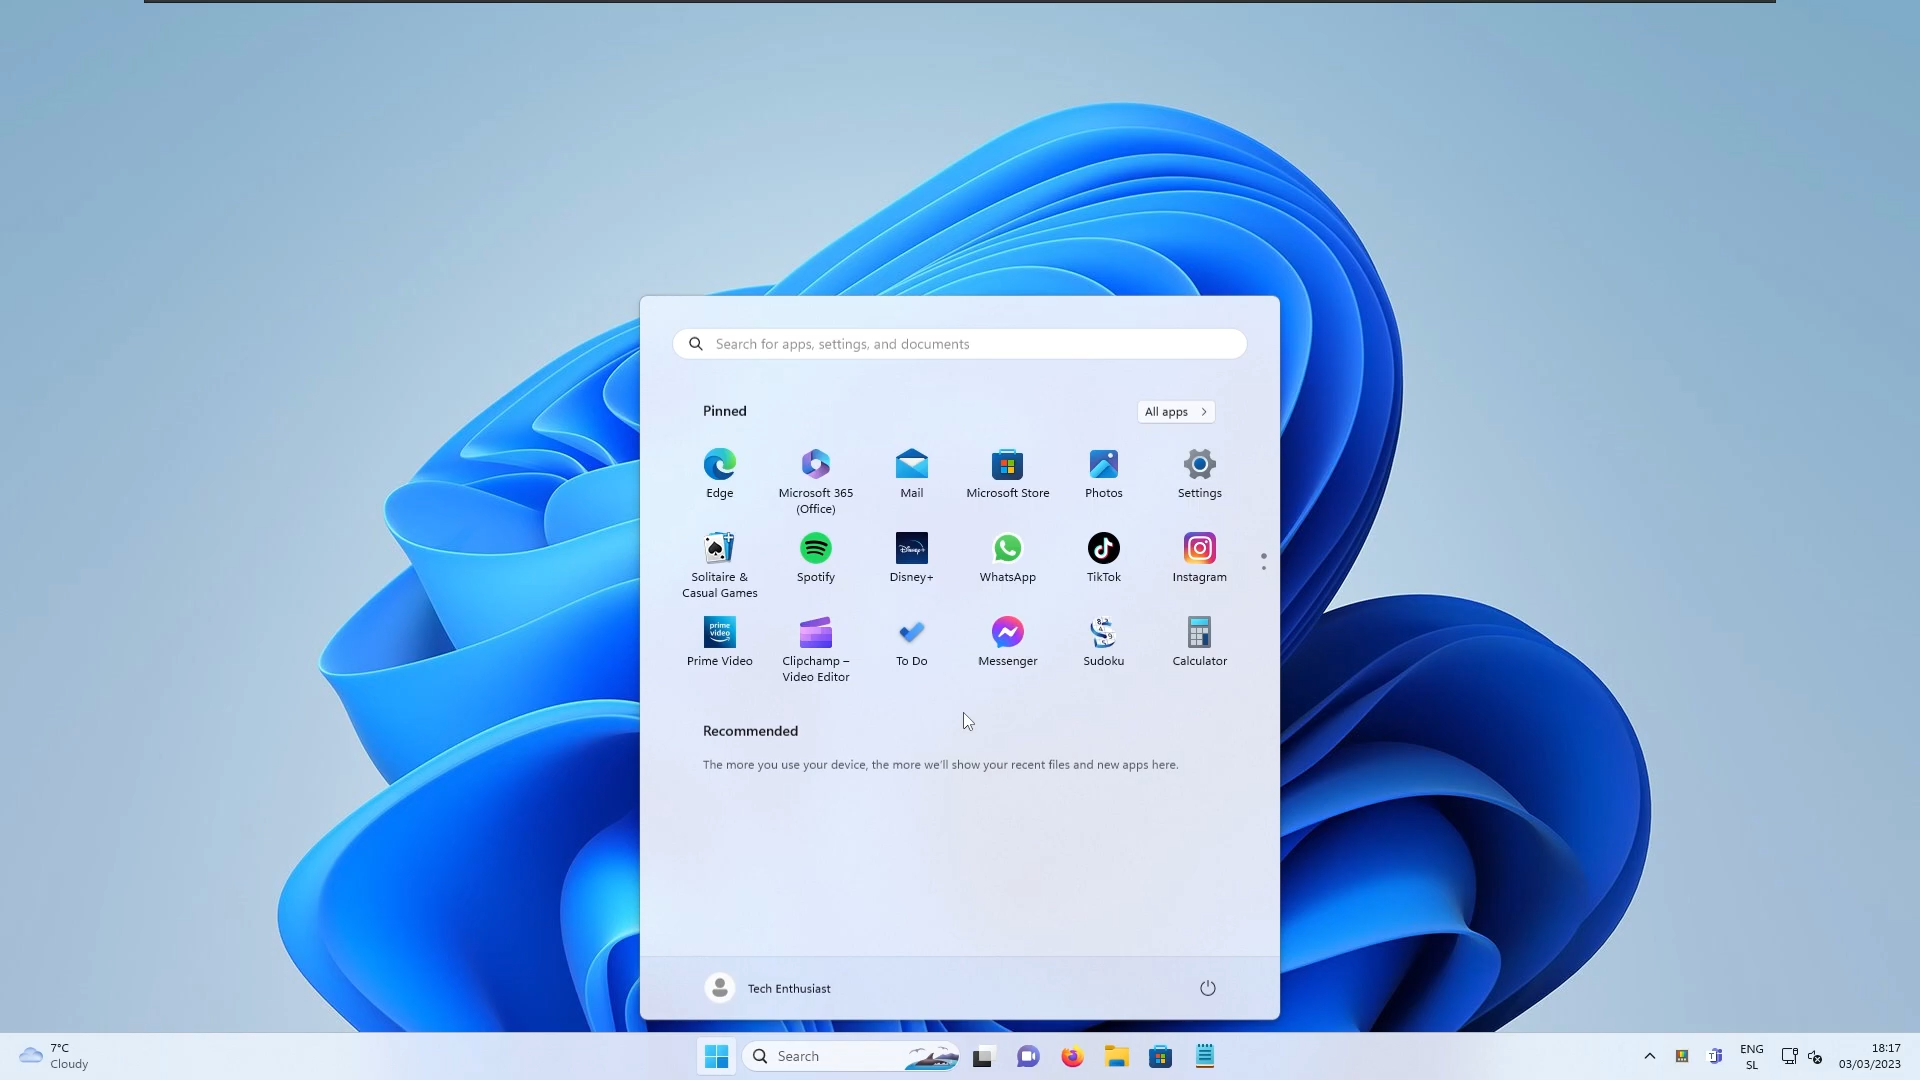 Search for apps, settings, and documents
Pinned
All apps
Edge
Microsoft 365
(Office)
Mail
Microsoft Store
Photos
Settings
Solitaire &
Casual Games
Spotify
Disney+
Disney+
WhatsApp
TikTok
Instagram
prime
video
Prime Video
Clipchamp –
Video Editor
To Do
Messenger
Sudoku
Calculator
Recommended
The more you use your device, the more we'll show your recent files and new apps here.
Tech Enthusiast
7°C
Cloudy
Search
ENG
SL
18:17
03/03/2023